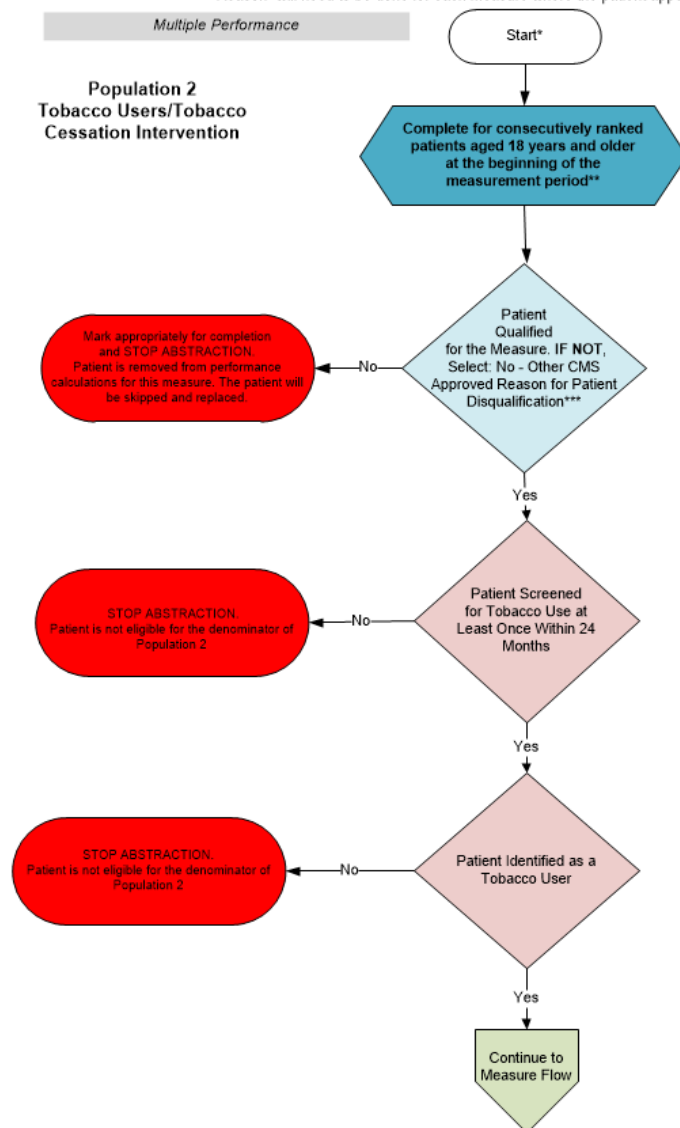 Multiple Performance
Start*
Population 2
Tobacco Users/Tobacco
Cessation Intervention
Complete for consecutively ranked
patients aged 18 years and older
at the beginning of the
measurement period**
Patient
Qualified
for the Measure. IF NOT,
Select: No - Other CMS
Approved Reason for Patient
Disqualification***
No
Mark appropriately for completion
and STOP ABSTRACTION.
Patient is removed from performance
calculations for this measure. The patient will
be skipped and replaced.
Yes
Patient Screened
for Tobacco Use at
Least Once Within 24
Months
No
STOP ABSTRACTION.
Patient is not eligible for the denominator of
Population 2
Yes
Patient Identified as a
Tobacco User
No
STOP ABSTRACTION.
Patient is not eligible for the denominator of
Population 2
Yes
Continue to
Measure Flow